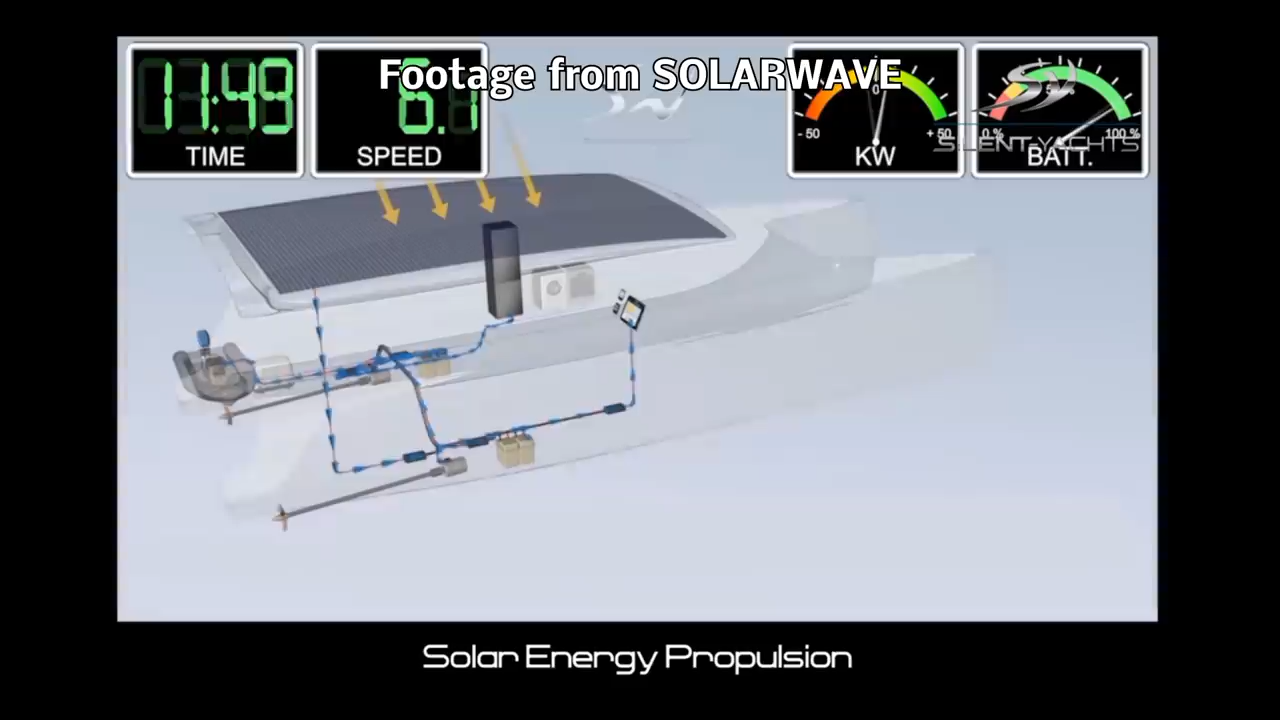 Footage from SOLARWAVE
11:49
TIME
6.1
SPEED
0
- 50
+ 50
KW
0 %
100 %
BATT.
SILENT-YACHTS
Solar Energy Propulsion